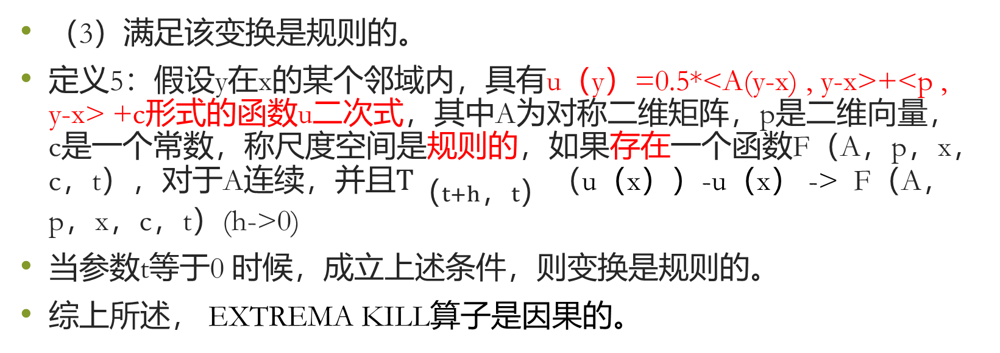 • （3）满足该变换是规则的。
• 定义5：假设y在x的某个邻域内，具有u（y）=0.5*<A(y-x) , y-x>+<p ,
y-x> +c形式的函数u二次式，其中A为对称二维矩阵，p是二维向量，
c是一个常数，称尺度空间是规则的，如果存在一个函数F（A，p，x，
c，t），对于A连续，并且T（t+h，t）（u（x））-u（x） -> F（A，
p，x，c，t）(h->0)
• 当参数t等于0 时候，成立上述条件，则变换是规则的。
• 综上所述， EXTREMA KILL算子是因果的。